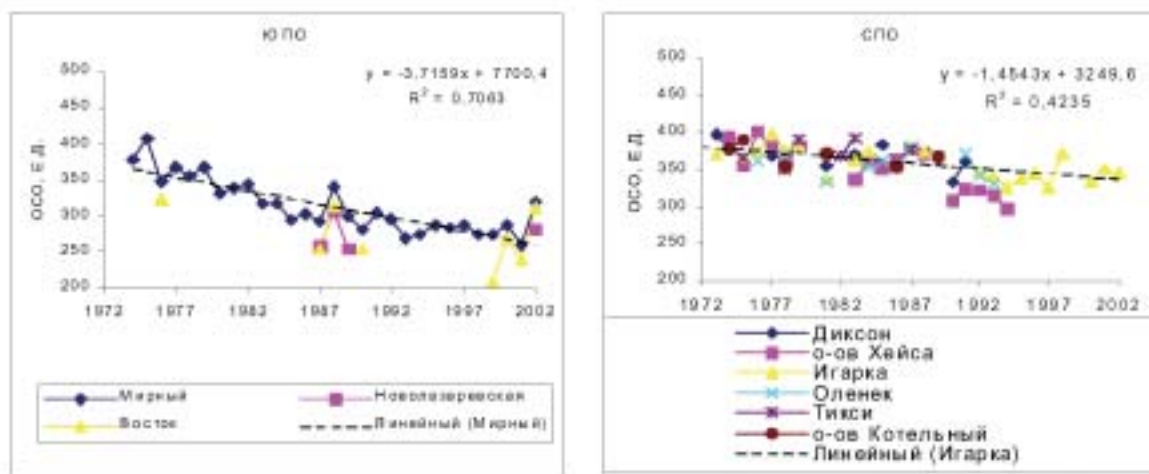 ЮПО
y = -3,7159x + 7700,4
R² = 0,7063
ОСО, Е.Д.
500
450
400
350
300
250
200
1972 1977 1982 1987 1992 1997 2002
Мирный
Новолазаревская
Восток
Линейный (Мирный)
СПО
y = -1,4543x + 3249,6
R² = 0,4235
ОСО, Е.Д.
500
450
400
350
300
250
200
1972 1977 1982 1987 1992 1997 2002
Диксон
о-ов Хейса
Игарка
Оленек
Тикси
о-ов Котельный
Линейный (Игарка)